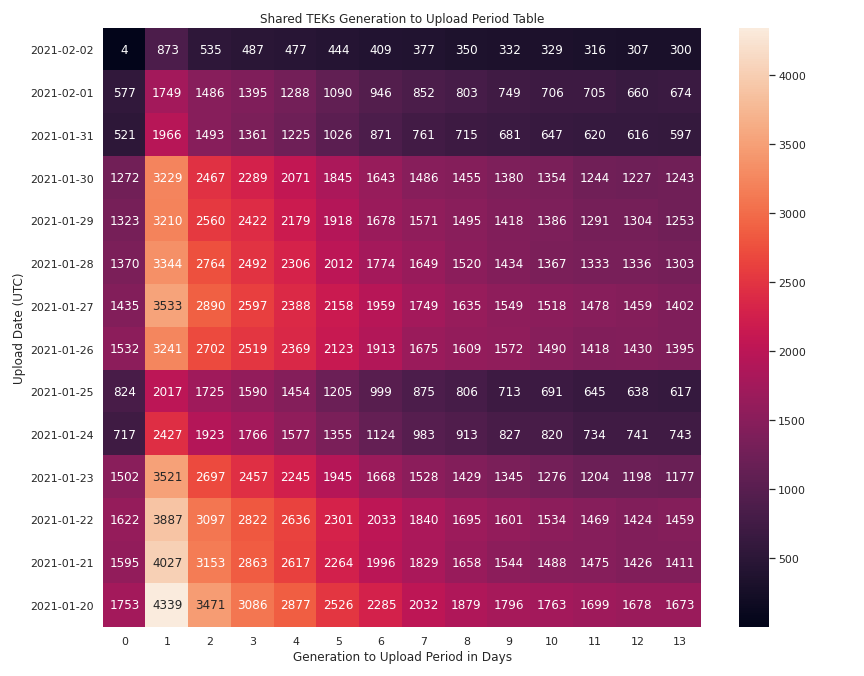 Shared TEKs Generation to Upload Period Table
Upload Date (UTC)
2021-02-02 4 873 535 487 477 444 409 377 350 332 329 316 307 300
2021-02-01 577 1749 1486 1395 1288 1090 946 852 803 749 706 705 660 674
2021-01-31 521 1966 1493 1361 1225 1026 871 761 715 681 647 620 616 597
2021-01-30 1272 3229 2467 2289 2071 1845 1643 1486 1455 1380 1354 1244 1227 1243
2021-01-29 1323 3210 2560 2422 2179 1918 1678 1571 1495 1418 1386 1291 1304 1253
2021-01-28 1370 3344 2764 2492 2306 2012 1774 1649 1520 1434 1367 1333 1336 1303
2021-01-27 1435 3533 2890 2597 2388 2158 1959 1749 1635 1549 1518 1478 1459 1402
2021-01-26 1532 3241 2702 2519 2369 2123 1913 1675 1609 1572 1490 1418 1430 1395
2021-01-25 824 2017 1725 1590 1454 1205 999 875 806 713 691 645 638 617
2021-01-24 717 2427 1923 1766 1577 1355 1124 983 913 827 820 734 741 743
2021-01-23 1502 3521 2697 2457 2245 1945 1668 1528 1429 1345 1276 1204 1198 1177
2021-01-22 1622 3887 3097 2822 2636 2301 2033 1840 1695 1601 1534 1469 1424 1459
2021-01-21 1595 4027 3153 2863 2617 2264 1996 1829 1658 1544 1488 1475 1426 1411
2021-01-20 1753 4339 3471 3086 2877 2526 2285 2032 1879 1796 1763 1699 1678 1673
0 1 2 3 4 5 6 7 8 9 10 11 12 13
Generation to Upload Period in Days
4000
3500
3000
2500
2000
1500
1000
500